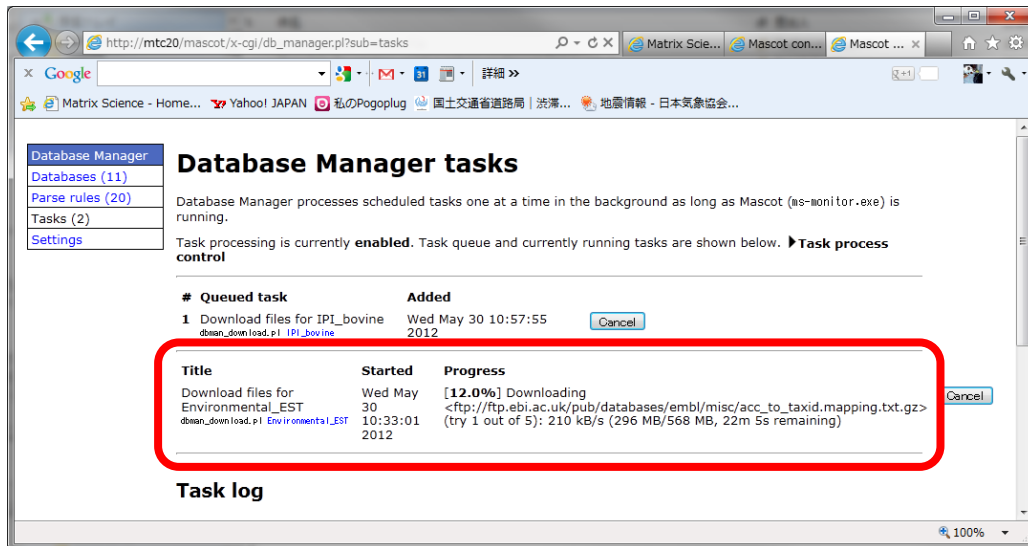 http://mtc20/mascot/x-cgi/db_manager.pl?sub=tasks
Matrix Scie...
Mascot con...
Mascot ...
Google
詳細 »
Matrix Science - Home...
Yahoo! JAPAN
私のPogoplug
国土交通省道路局 | 渋滞...
地震情報 - 日本気象協会...
Database Manager
Databases (11)
Parse rules (20)
Tasks (2)
Settings
Database Manager tasks
Database Manager processes scheduled tasks one at a time in the background as long as Mascot (ms-monitor.exe) is
running.
Task processing is currently enabled. Task queue and currently running tasks are shown below. Task process
control
# Queued task Added
1 Download files for IPI_bovine Wed May 30 10:57:55 Cancel
dbman_download.pl IPI_bovine 2012
Title Started Progress
Download files for Wed May [12.0%] Downloading
Environmental_EST 30 <ftp://ftp.ebi.ac.uk/pub/databases/embl/misc/acc_to_taxid.mapping.txt.gz> Cancel
dbman_download.pl Environmental_EST 10:33:01 (try 1 out of 5): 210 kB/s (296 MB/568 MB, 22m 5s remaining)
2012
Task log
100%